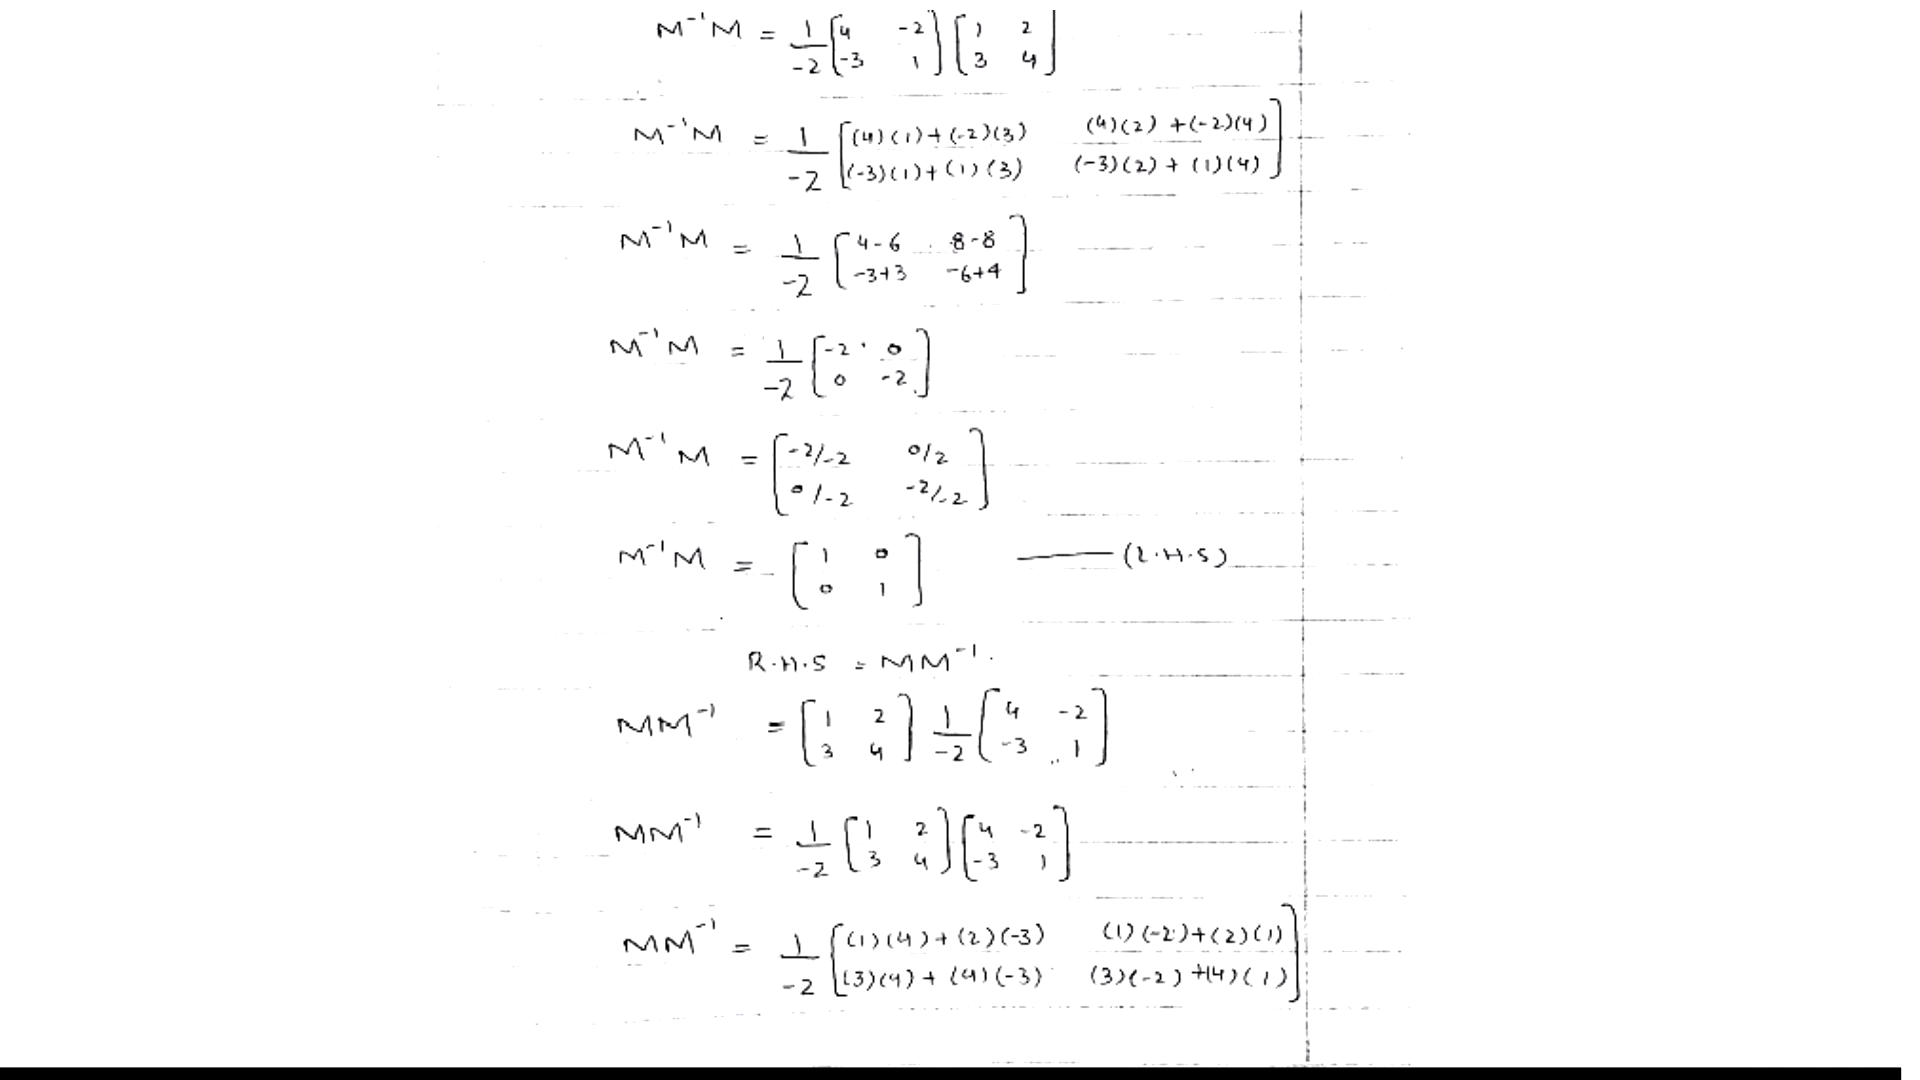 M⁻¹M = 1/-2 [4 -2; -3 1] [1 2; 3 4]
M⁻¹M = 1/-2 [(4)(1)+(-2)(3) (4)(2)+(-2)(4); (-3)(1)+(1)(3) (-3)(2)+(1)(4)]
M⁻¹M = 1/-2 [4-6 8-8; -3+3 -6+4]
M⁻¹M = 1/-2 [-2 0; 0 -2]
M⁻¹M = [-2/-2 0/2; 0/-2 -2/-2]
M⁻¹M = [1 0; 0 1] —— (L.H.S)
R.H.S = MM⁻¹.
MM⁻¹ = [1 2; 3 4] 1/-2 [4 -2; -3 1]
MM⁻¹ = 1/-2 [1 2; 3 4] [4 -2; -3 1]
MM⁻¹ = 1/-2 [(1)(4)+(2)(-3) (1)(-2)+(2)(1); (3)(4)+(4)(-3) (3)(-2)+(4)(1)]